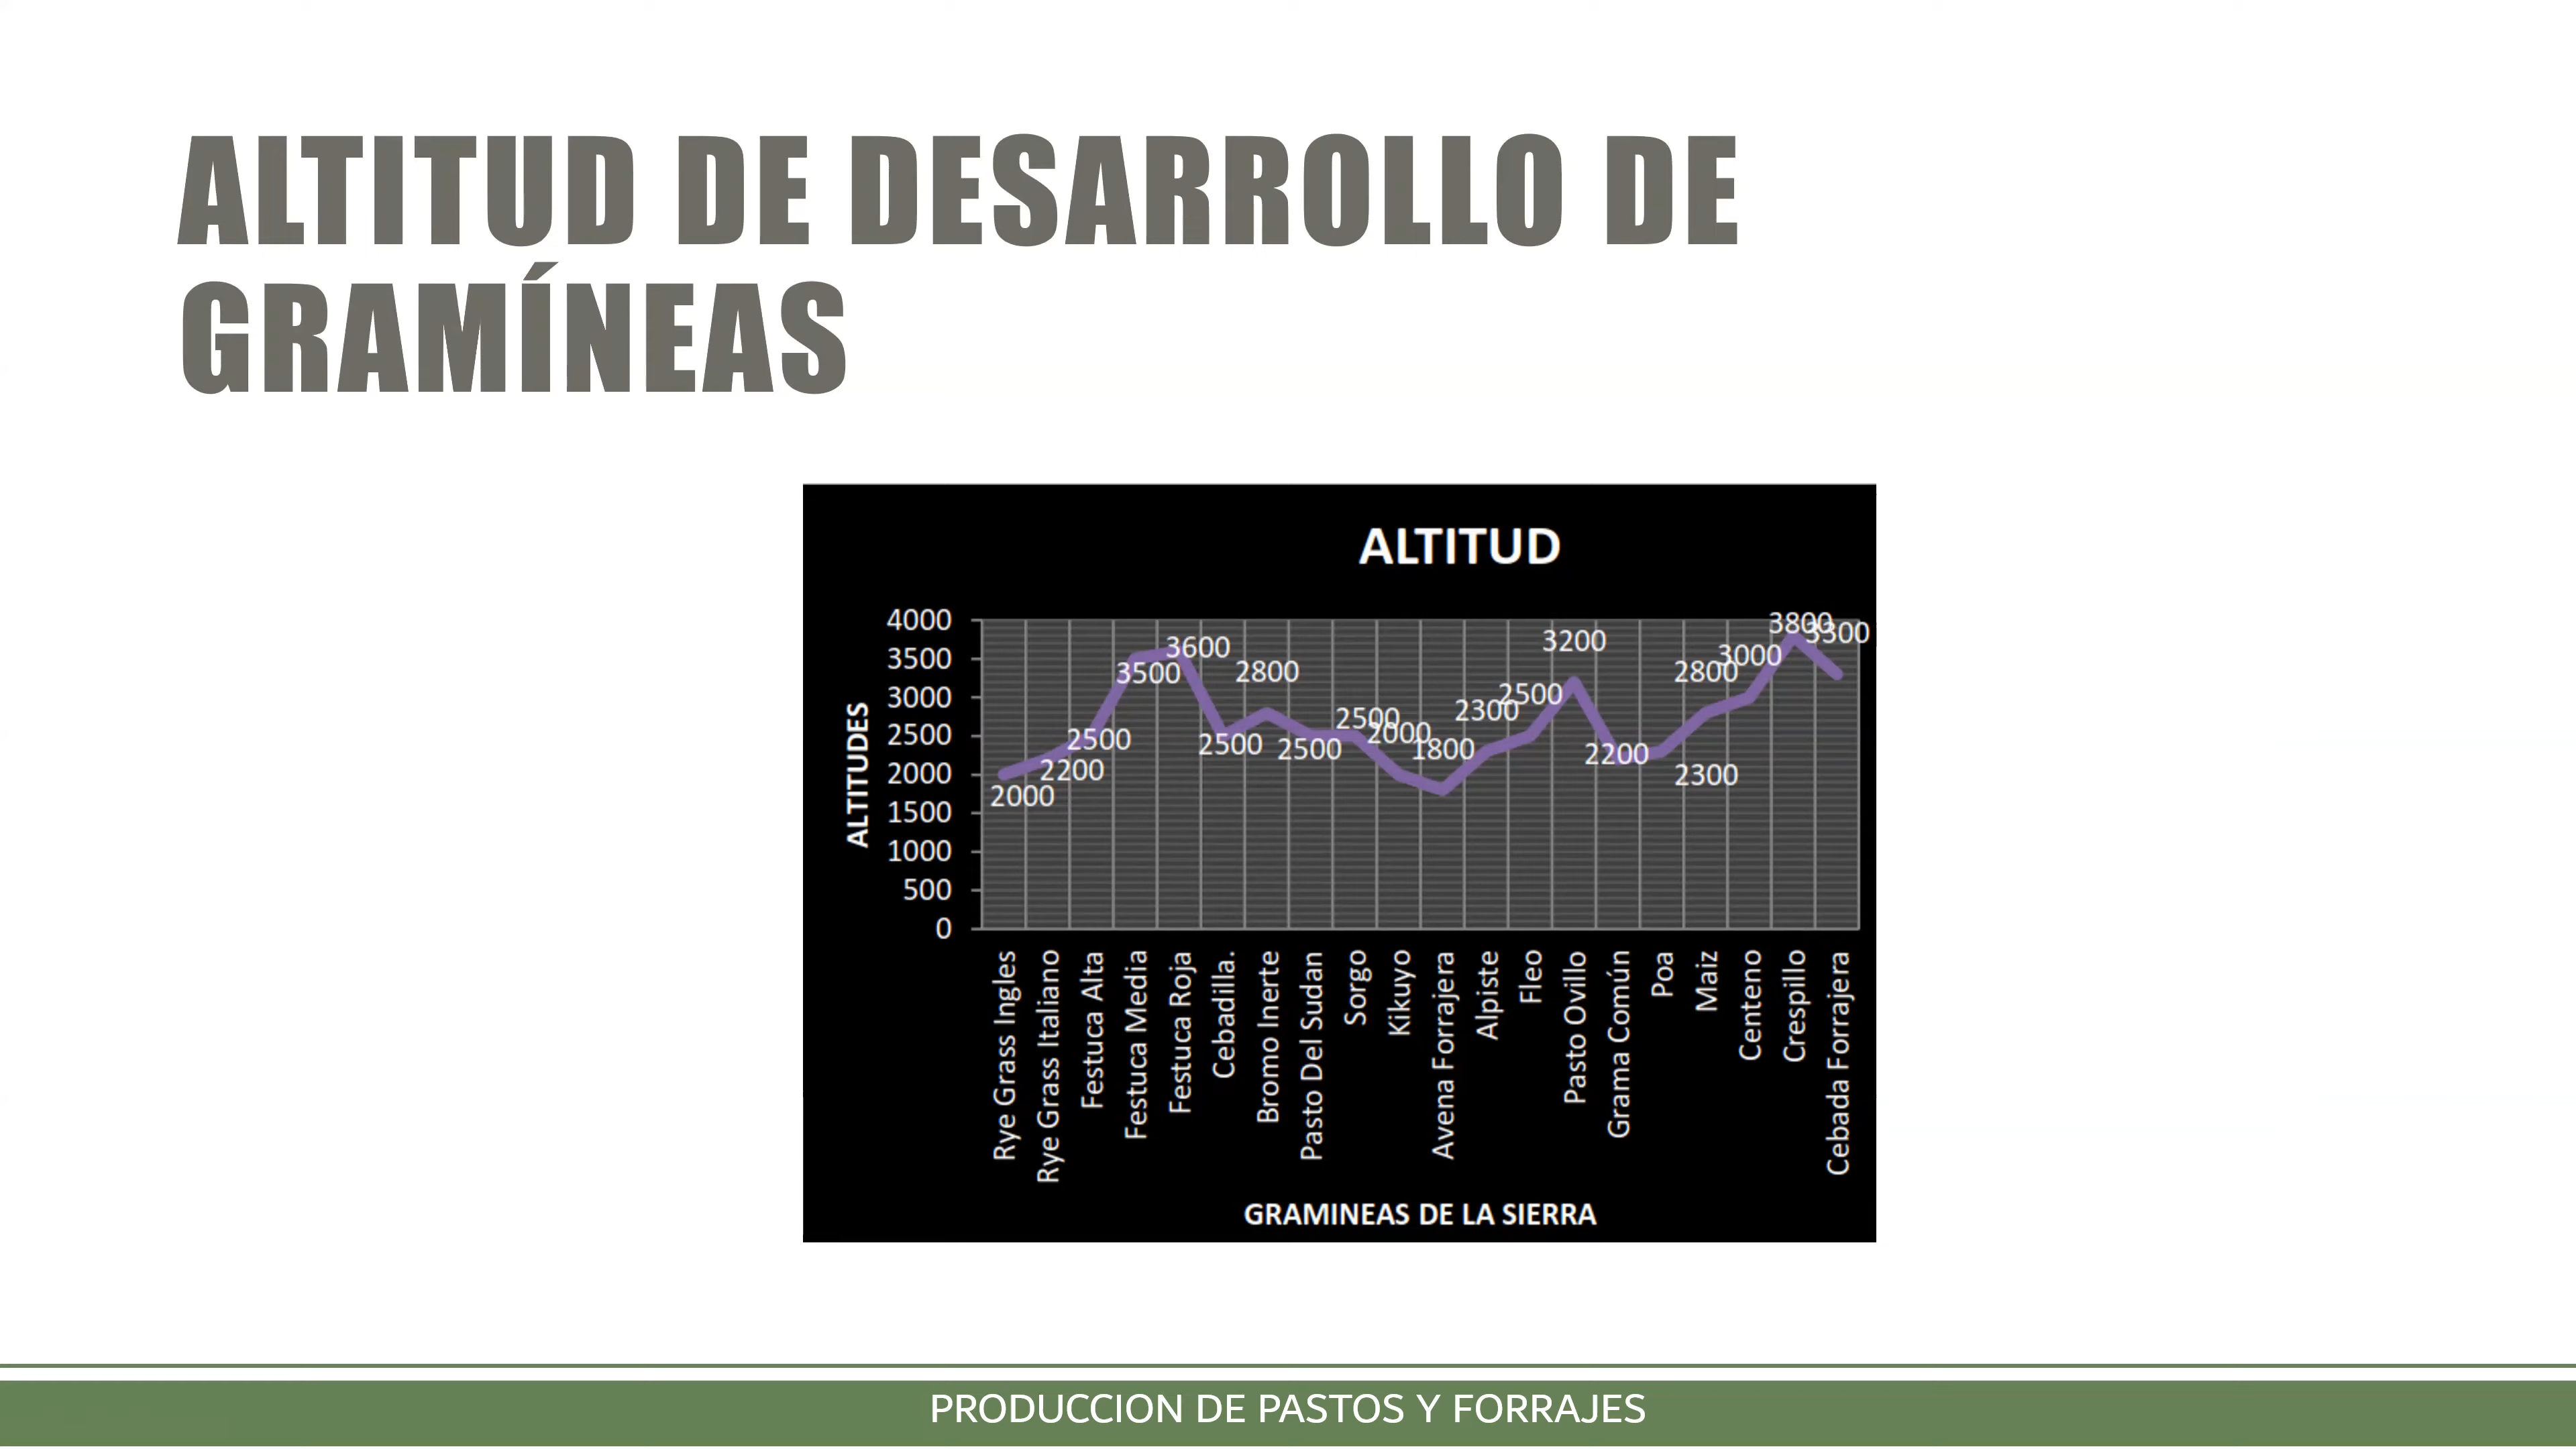 ALTITUD DE DESARROLLO DE
GRAMÍNEAS
ALTITUD
ALTITUDES
4000
3500
3000
2500
2000
1500
1000
500
0
2000
2200
2500
3500
3600
2500
2800
2500
2500
2000
1800
2300
2500
3200
2200
2300
2800
3000
3800
3300
Rye Grass Ingles
Rye Grass Italiano
Festuca Alta
Festuca Media
Festuca Roja
Cebadilla.
Bromo Inerte
Pasto Del Sudan
Sorgo
Kikuyo
Avena Forrajera
Alpiste
Fleo
Pasto Ovillo
Grama Común
Poa
Maiz
Centeno
Crespillo
Cebada Forrajera
GRAMINEAS DE LA SIERRA
PRODUCCION DE PASTOS Y FORRAJES